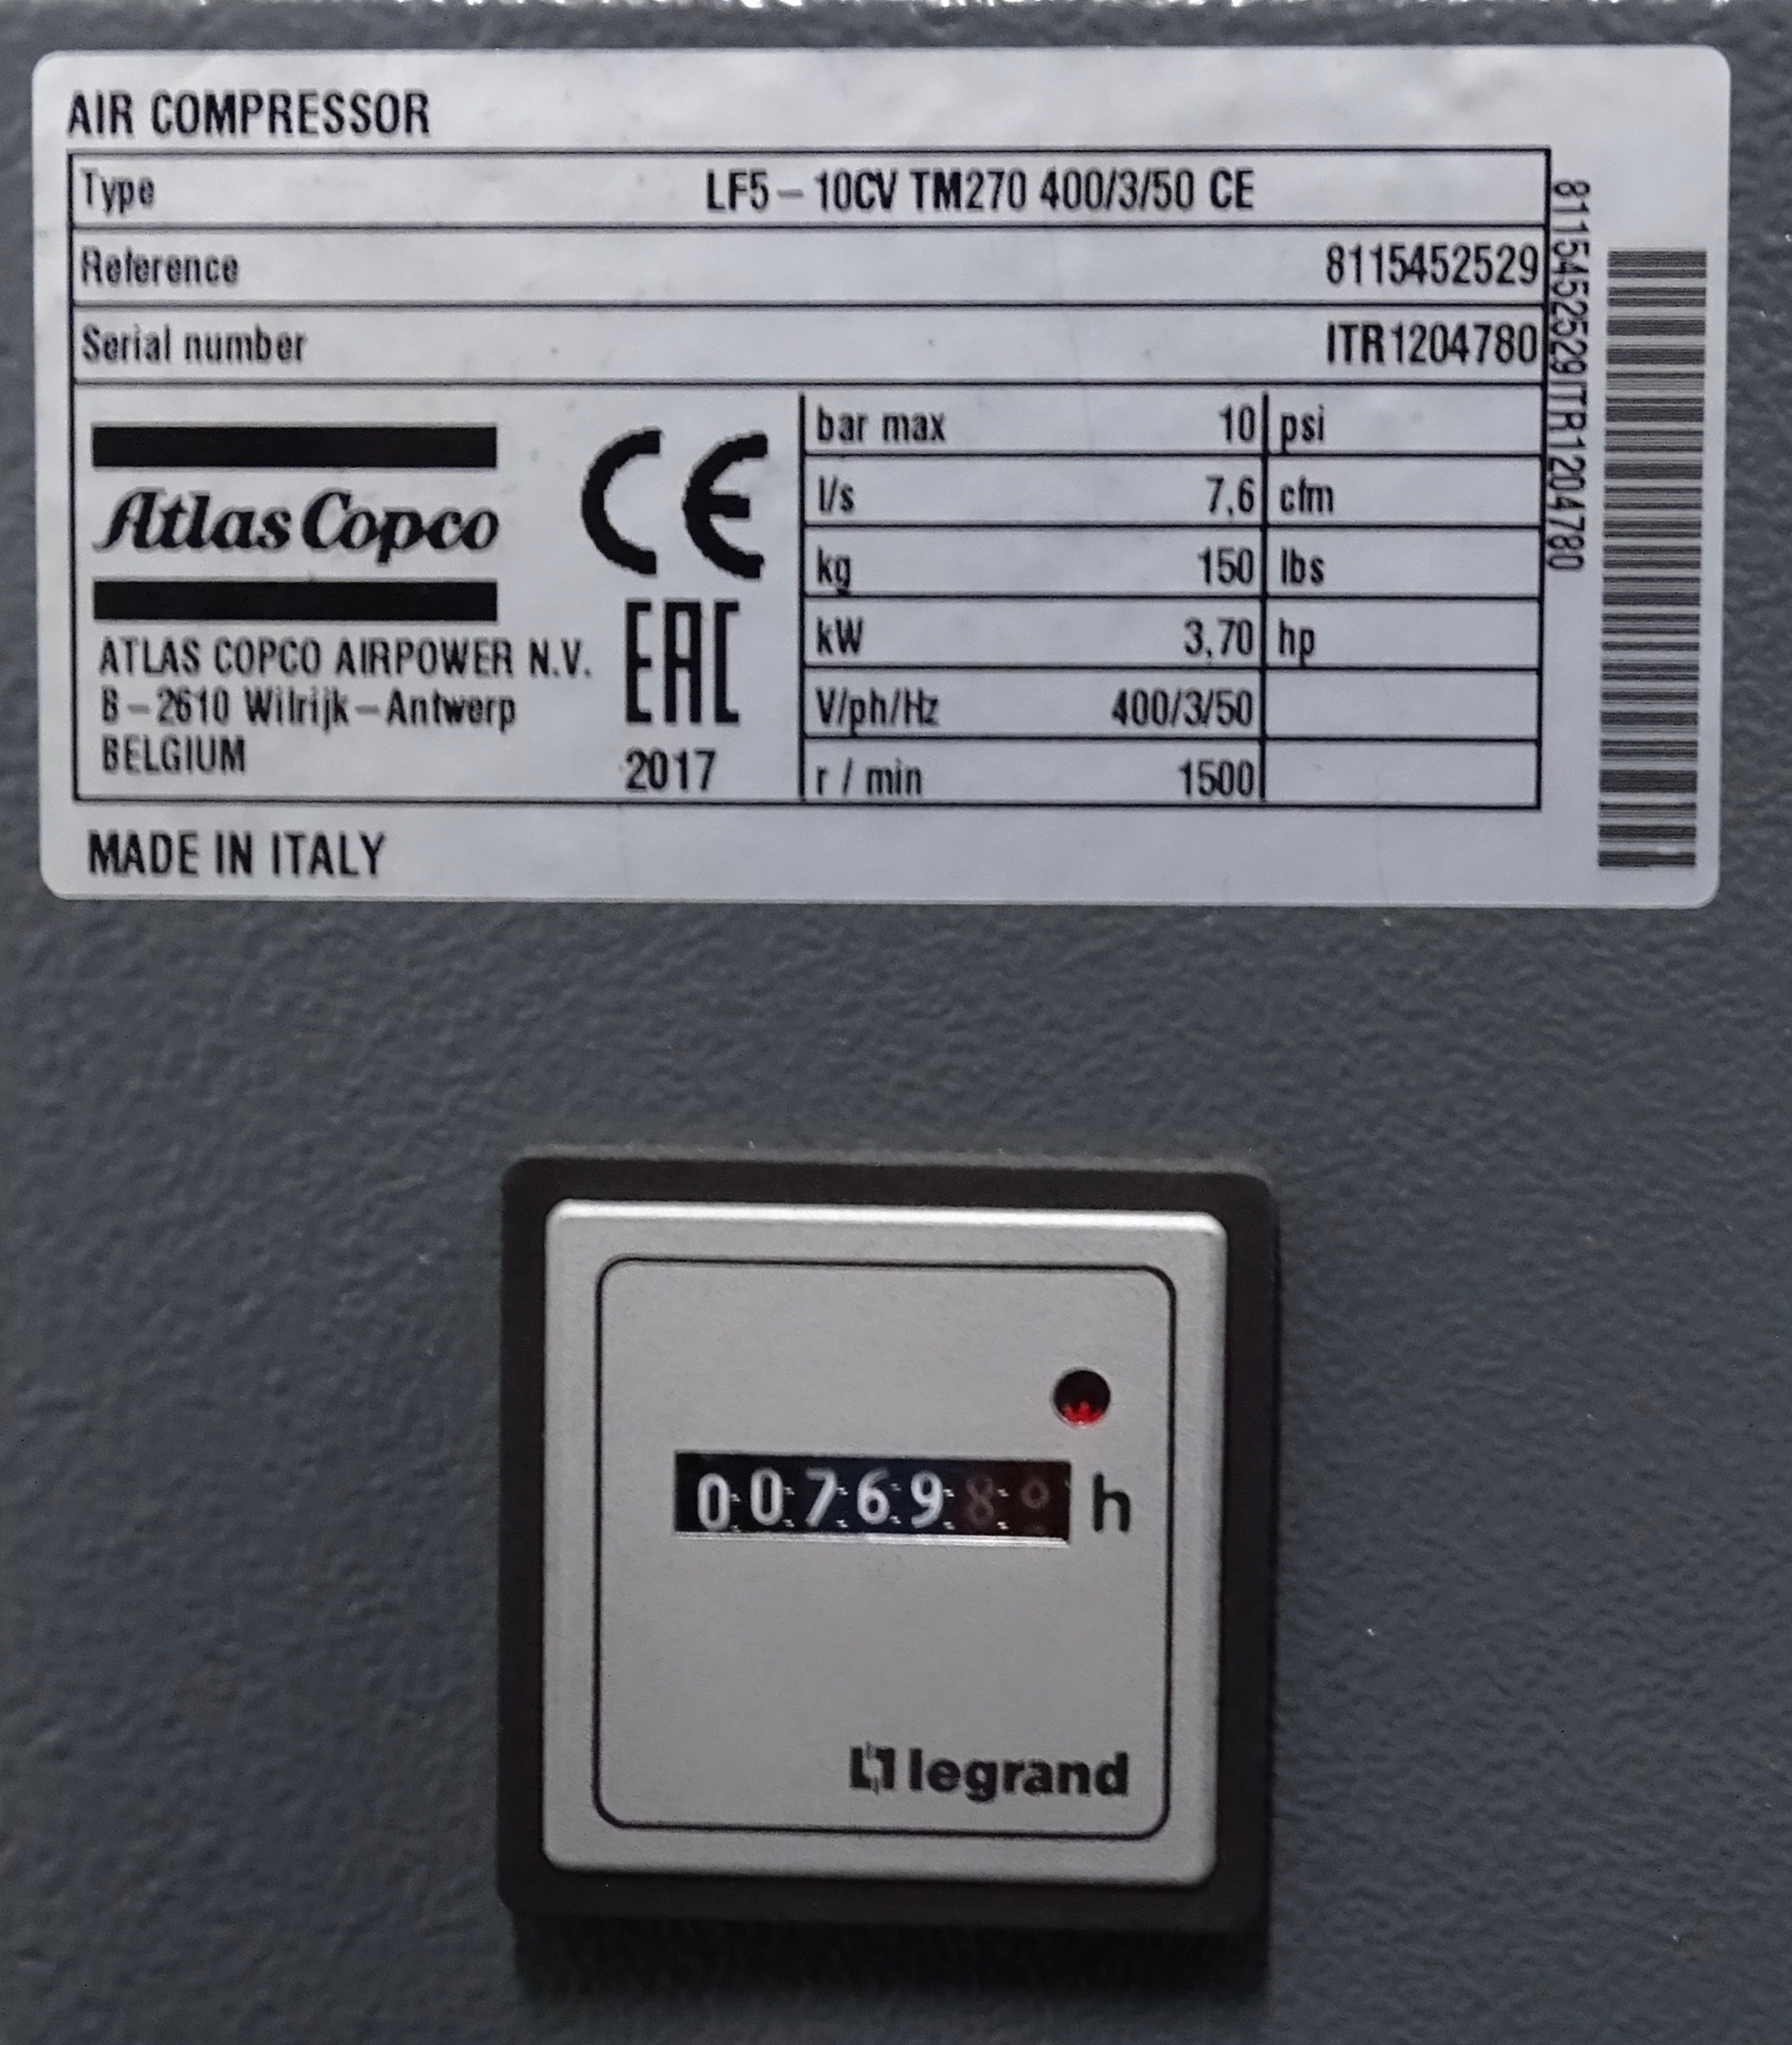 AIR COMPRESSOR
Type LF5-10CV TM270 400/3/50 CE
Reference 8115452529
Serial number ITR1204780
8115452529ITR1204780
bar max 10 psi
l/s 7,6 cfm
kg 150 lbs
kW 3,70 hp
V/ph/Hz 400/3/50
r / min 1500
Atlas Copco
CE
EAC
ATLAS COPCO AIRPOWER N.V.
B-2610 Wilrijk-Antwerp
BELGIUM
2017
MADE IN ITALY
00769 h
legrand